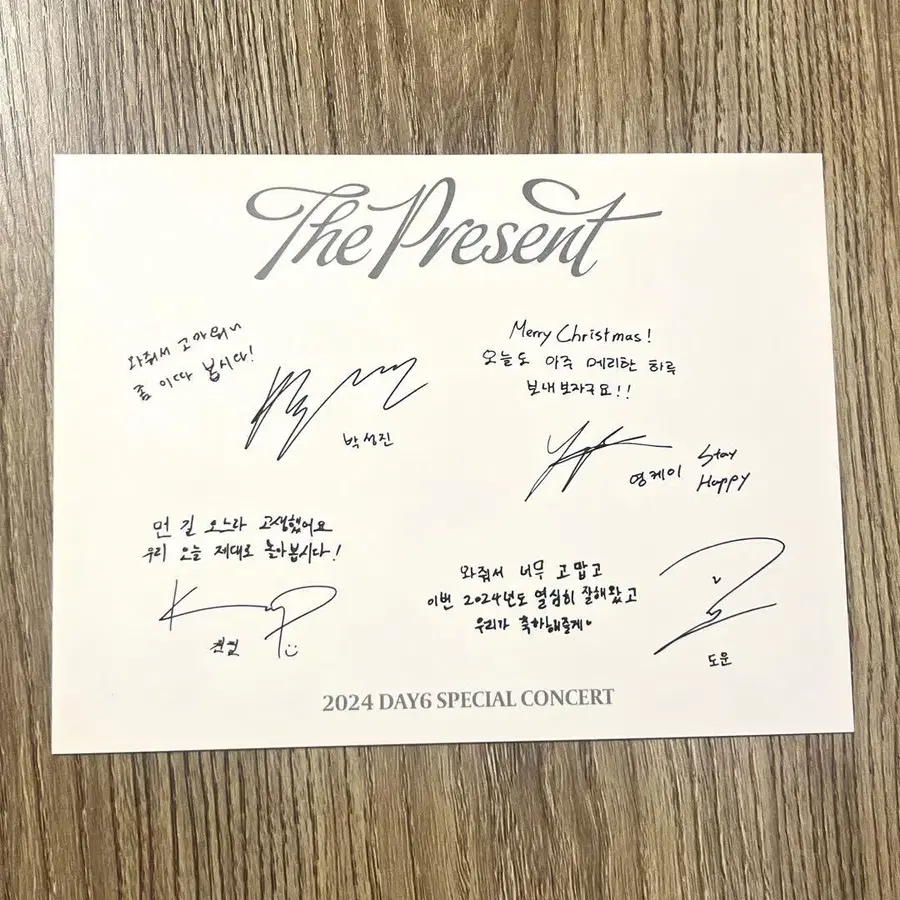 The Present
와줘서 고마워~
좀 이따 봅시다!
박성진
Merry Christmas!
오늘도 아주 메리한 하루
보내보자구요!!
영케이
Stay
Happy
먼 길 오느라 고생했어요
우리 오늘 제대로 놀아봅시다!
원필
와줘서 너무 고맙고
이번 2024년도 열심히 잘해왔고
우리가 축하해줄게♥
도운
2024 DAY6 SPECIAL CONCERT